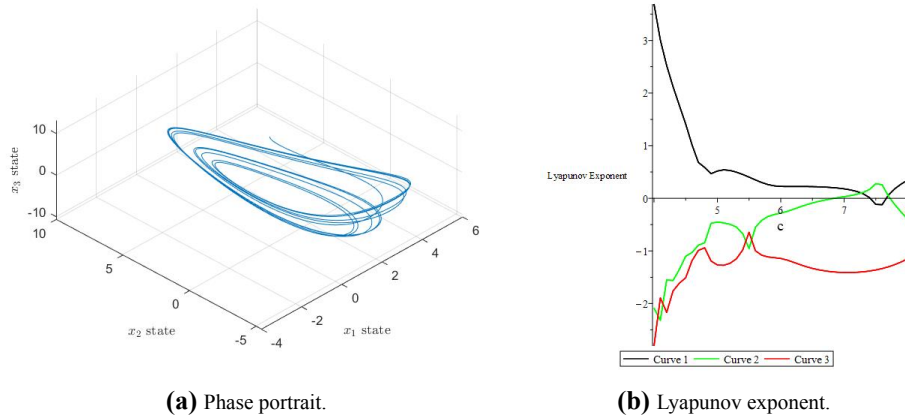 10
0
-10
x₃ state
10
5
0
-5
x₂ state
-4
-2
0
2
4
6
x₁ state
(a) Phase portrait.
3
2
1
Lyapunov Exponent
0
5
6
7
c
−1
−2
Curve 1 Curve 2 Curve 3
(b) Lyapunov exponent.